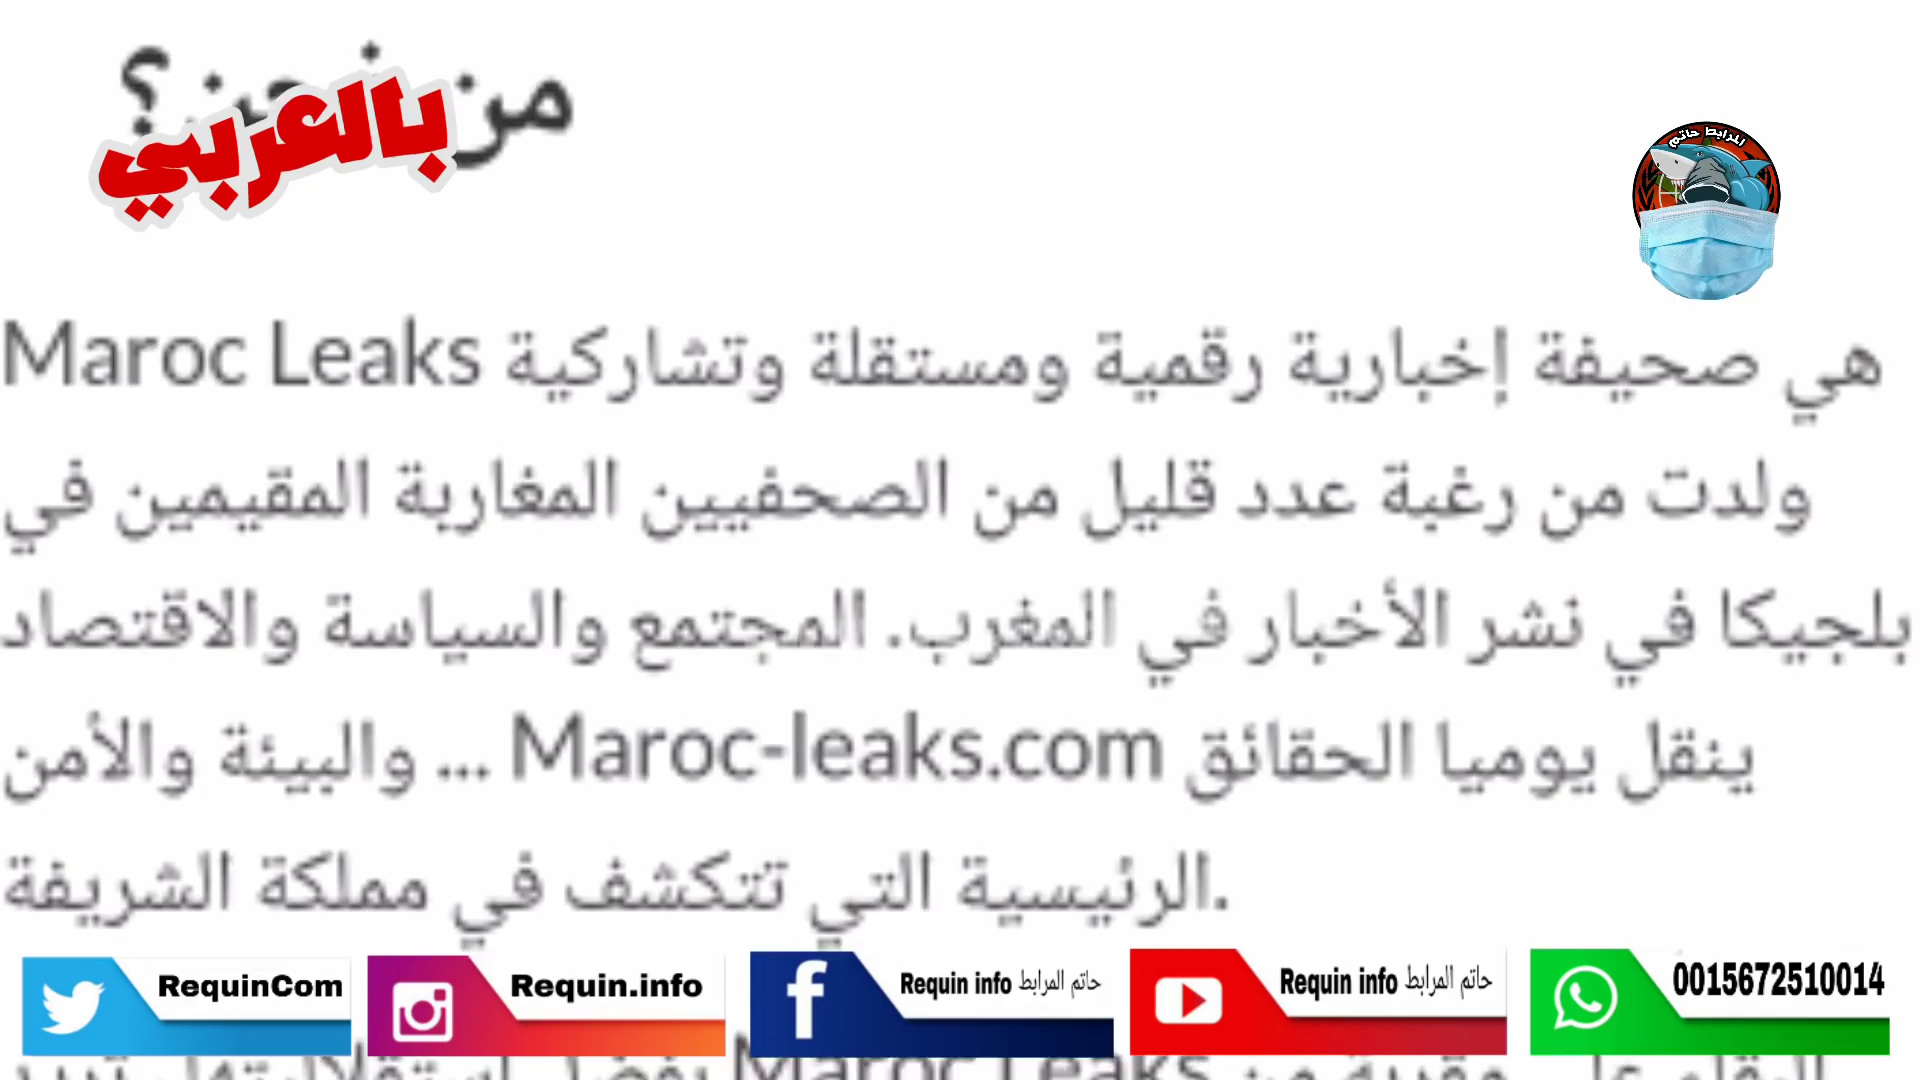 من نحن؟
بالعربي
المرابط حاتم
Maroc Leaks هي صحيفة إخبارية رقمية ومستقلة وتشاركية
ولدت من رغبة عدد قليل من الصحفيين المغاربة المقيمين في
بلجيكا في نشر الأخبار في المغرب. المجتمع والسياسة والاقتصاد
والبيئة والأمن ... Maroc-leaks.com ينقل يوميا الحقائق
الرئيسية التي تتكشف في مملكة الشريفة.
RequinCom
Requin.info
Requin info حاتم المرابط
Requin info حاتم المرابط
0015672510014
Maroc Leaks